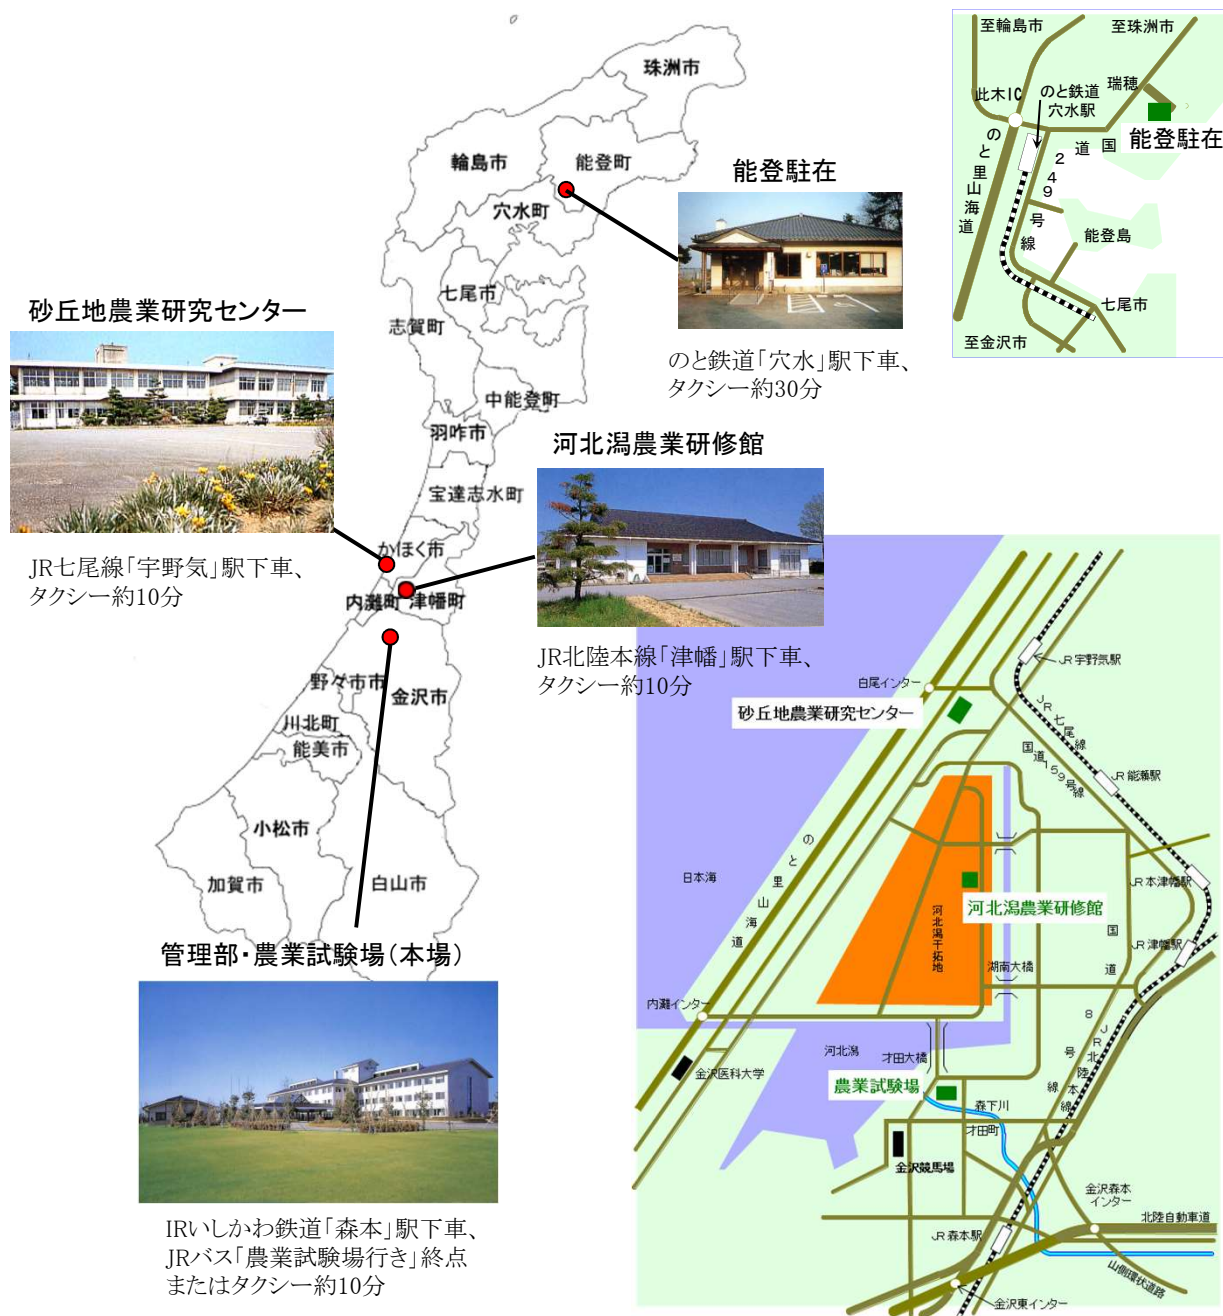 珠洲市
輪島市
能登町
穴水町
七尾市
志賀町
中能登町
羽咋市
宝達志水町
かほく市
内灘町
津幡町
野々市市
金沢市
川北町
能美市
小松市
加賀市
白山市
能登駐在
のと鉄道「穴水」駅下車、
タクシー約30分
砂丘地農業研究センター
JR七尾線「宇野気」駅下車、
タクシー約10分
河北潟農業研修館
JR北陸本線「津幡」駅下車、
タクシー約10分
管理部・農業試験場(本場)
IRいしかわ鉄道「森本」駅下車、
JRバス「農業試験場行き」終点
またはタクシー約10分
至輪島市
至珠洲市
此木IC
のと鉄道
穴水駅
瑞穂
能登駐在
のと里山海道
国道249号線
能登島
七尾市
至金沢市
JR宇野気駅
白尾インター
砂丘地農業研究センター
JR七尾線
国道159号線
JR能瀬駅
のと里山海道
日本海
JR本津幡駅
河北潟農業研修館
河北潟干拓地
JR津幡駅
湖南大橋
国道8号線
内灘インター
JR北陸本線
河北潟
才田大橋
金沢医科大学
農業試験場
森下川
才田町
金沢競馬場
金沢森本
インター
北陸自動車道
JR森本駅
山側環状道路
金沢東インター